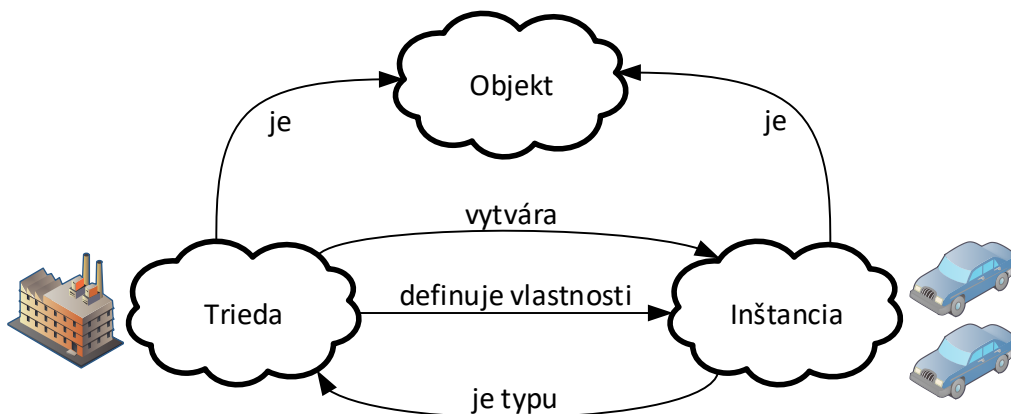 Objekt
je
je
vytvára
Trieda
definuje vlastnosti
Inštancia
je typu